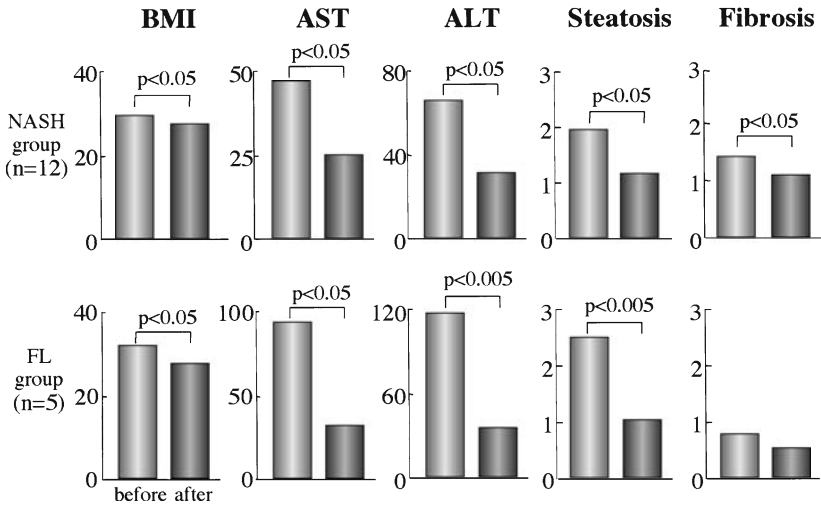 BMI AST ALT Steatosis Fibrosis
40 50 80 3 3
p<0.05 p<0.05 p<0.05 p<0.05 p<0.05
NASH
group
(n=12)
20 25 40 2 2
1 1
0 0 0 0 0
40 100 120 3 3
p<0.05 p<0.05 p<0.005 p<0.005
FL
group
(n=5)
20 50 60 2 2
1 1
0 0 0 0 0
before after